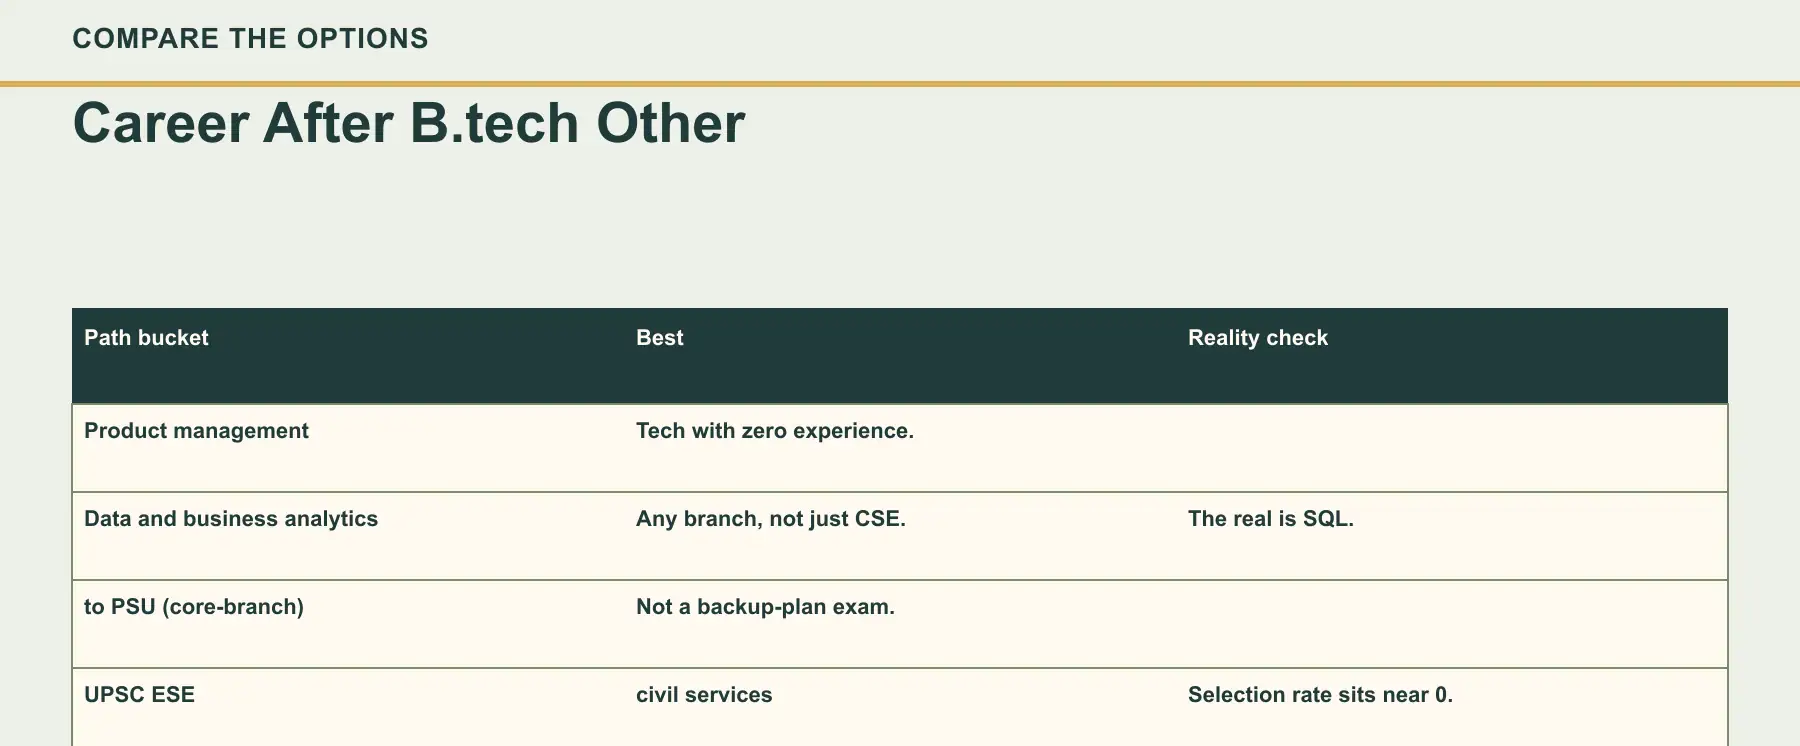 COMPARE THE OPTIONS
Career After B.tech Other
Path bucket Best Reality check
Product management Tech with zero experience.
Data and business analytics Any branch, not just CSE. The real is SQL.
to PSU (core-branch) Not a backup-plan exam.
UPSC ESE civil services Selection rate sits near 0.